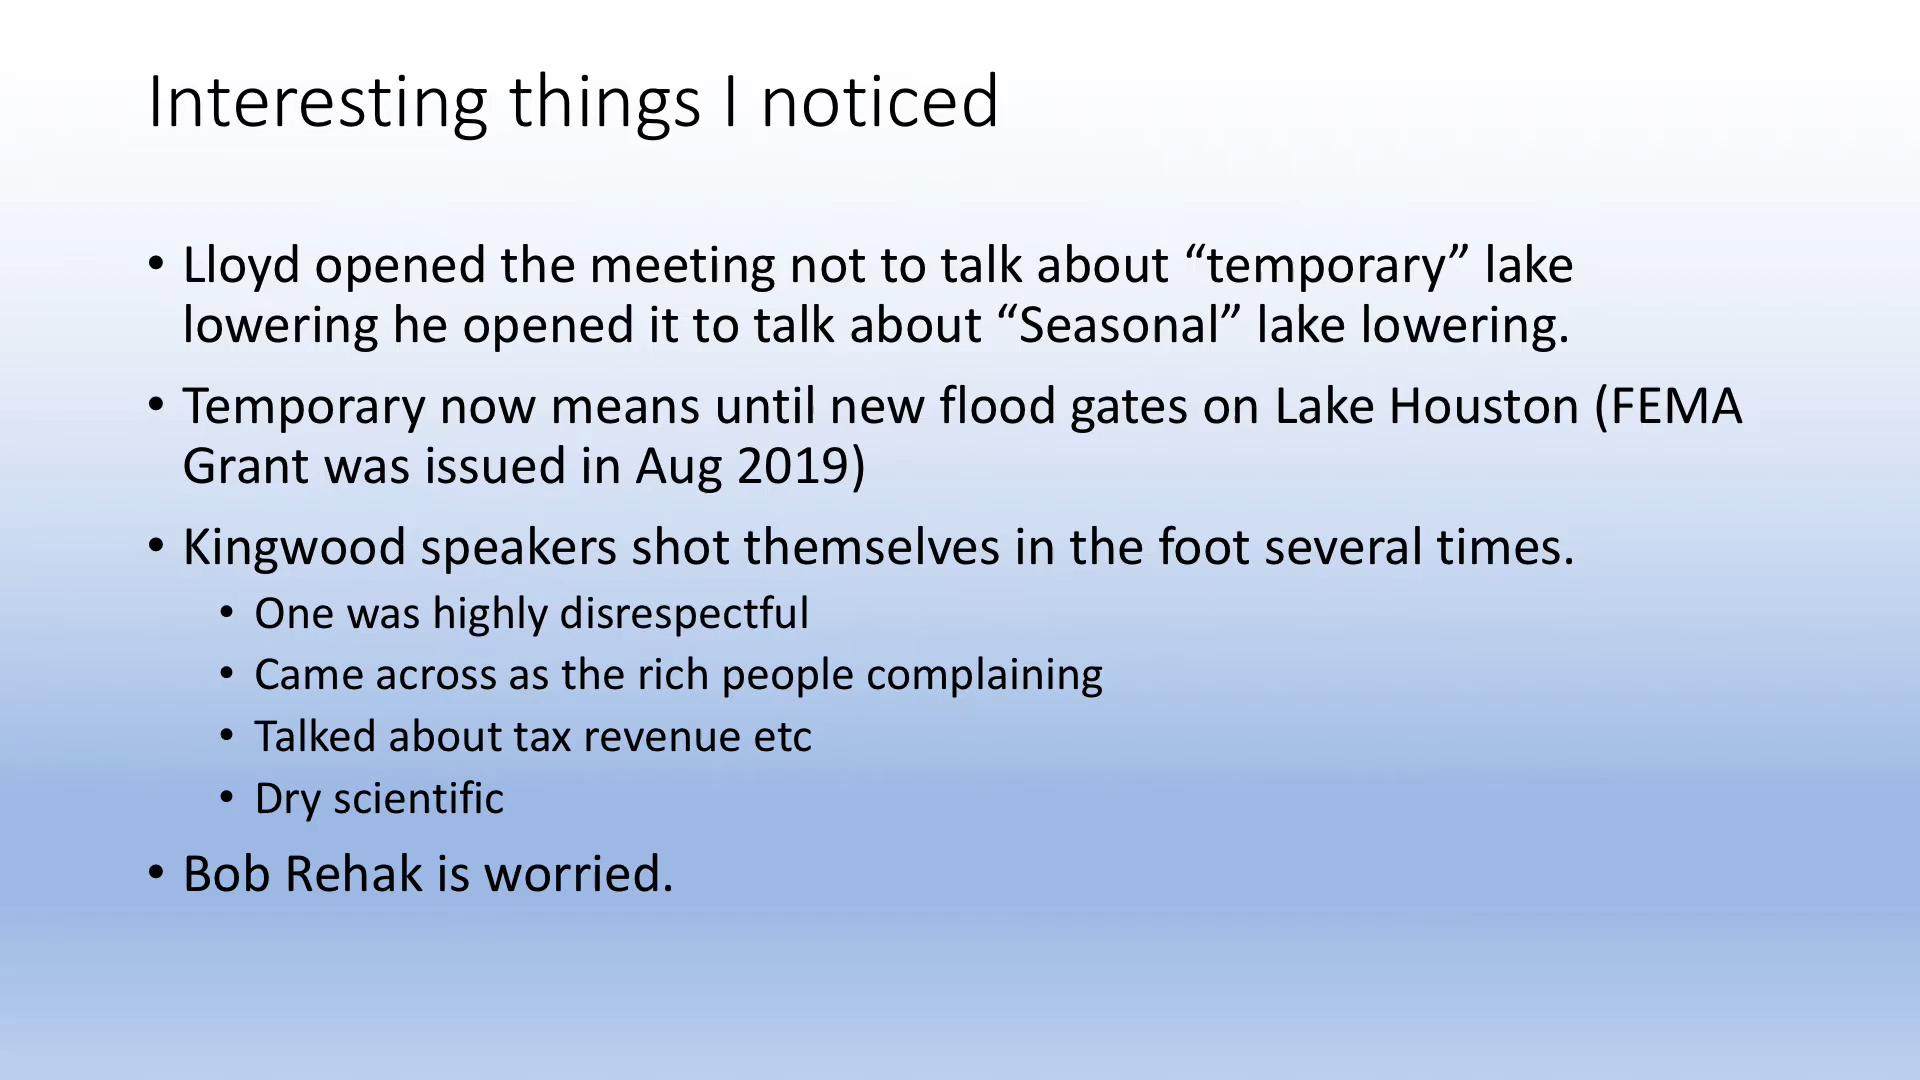 Interesting things I noticed
• Lloyd opened the meeting not to talk about “temporary” lake
lowering he opened it to talk about “Seasonal” lake lowering.
• Temporary now means until new flood gates on Lake Houston (FEMA
Grant was issued in Aug 2019)
• Kingwood speakers shot themselves in the foot several times.
• One was highly disrespectful
• Came across as the rich people complaining
• Talked about tax revenue etc
• Dry scientific
• Bob Rehak is worried.